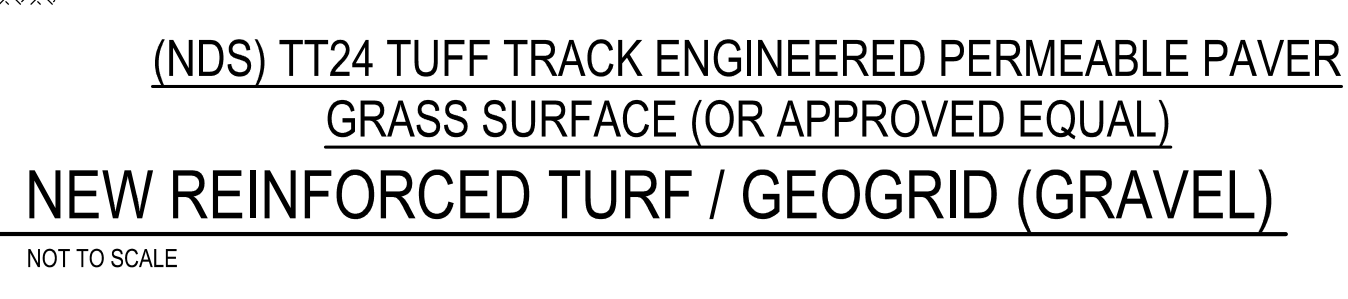 (NDS) TT24 TUFF TRACK ENGINEERED PERMEABLE PAVER
GRASS SURFACE (OR APPROVED EQUAL)
NEW REINFORCED TURF / GEOGRID (GRAVEL)
NOT TO SCALE